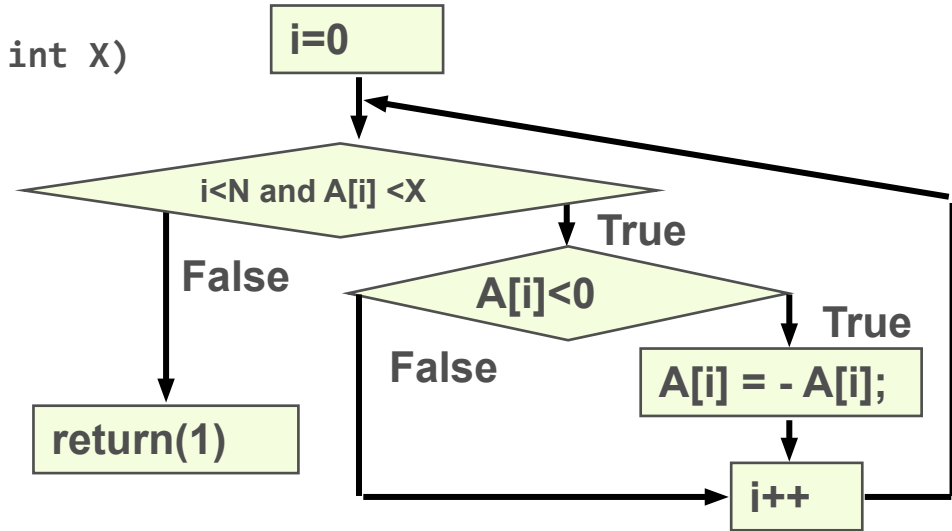 int X)
i=0
i<N and A[i] <X
True
False
A[i]<0
True
False
A[i] = - A[i];
return(1)
i++